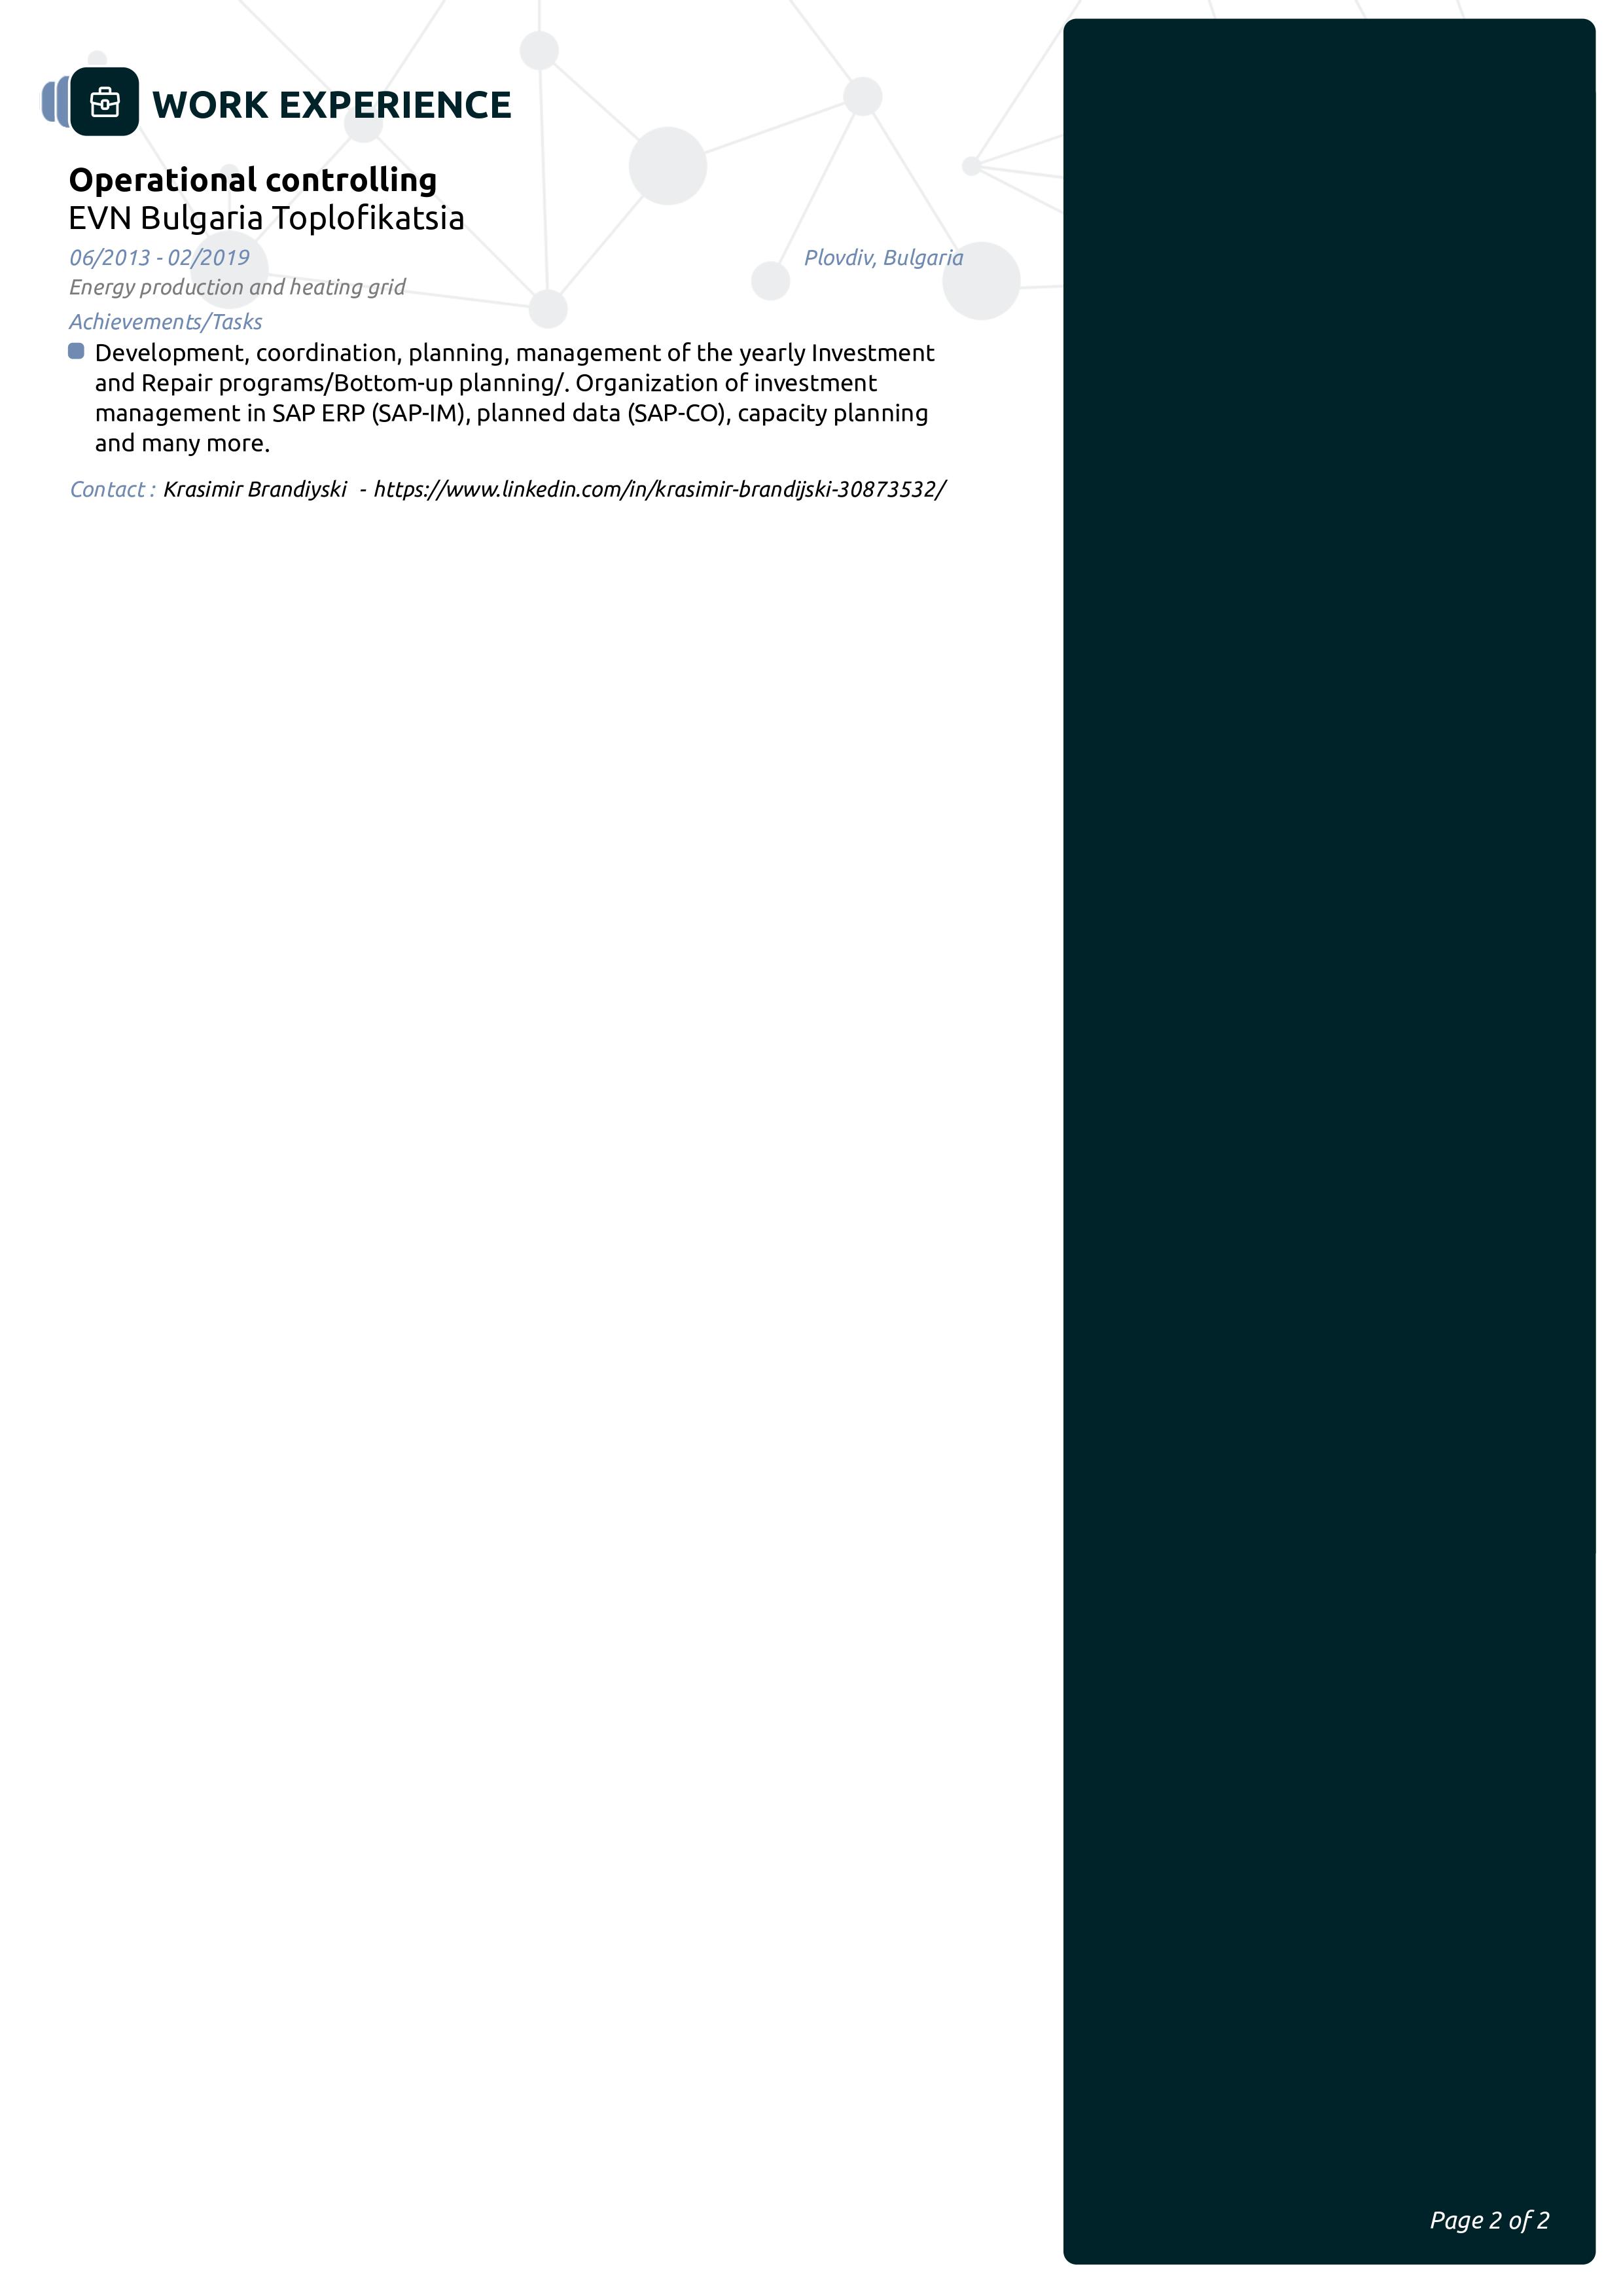 WORK EXPERIENCE
Operational controlling
EVN Bulgaria Toplofikatsia
06/2013 - 02/2019
Plovdiv, Bulgaria
Energy production and heating grid
Achievements/Tasks
Development, coordination, planning, management of the yearly Investment
and Repair programs/Bottom-up planning/. Organization of investment
management in SAP ERP (SAP-IM), planned data (SAP-CO), capacity planning
and many more.
Contact : Krasimir Brandiyski - https://www.linkedin.com/in/krasimir-brandijski-30873532/
Page 2 of 2